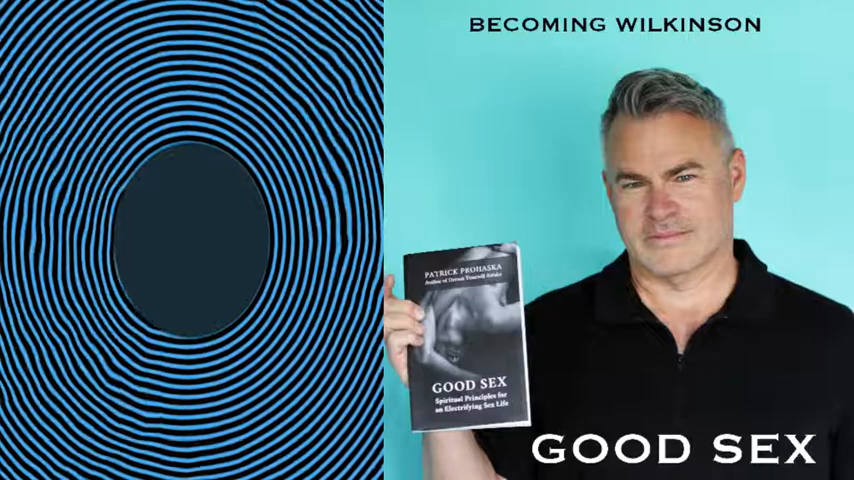 BECOMING WILKINSON
PATRICK PROHASKA
Author of Dream Yourself Awake
GOOD SEX
Spiritual Principles for
an Electrifying Sex Life
GOOD SEX